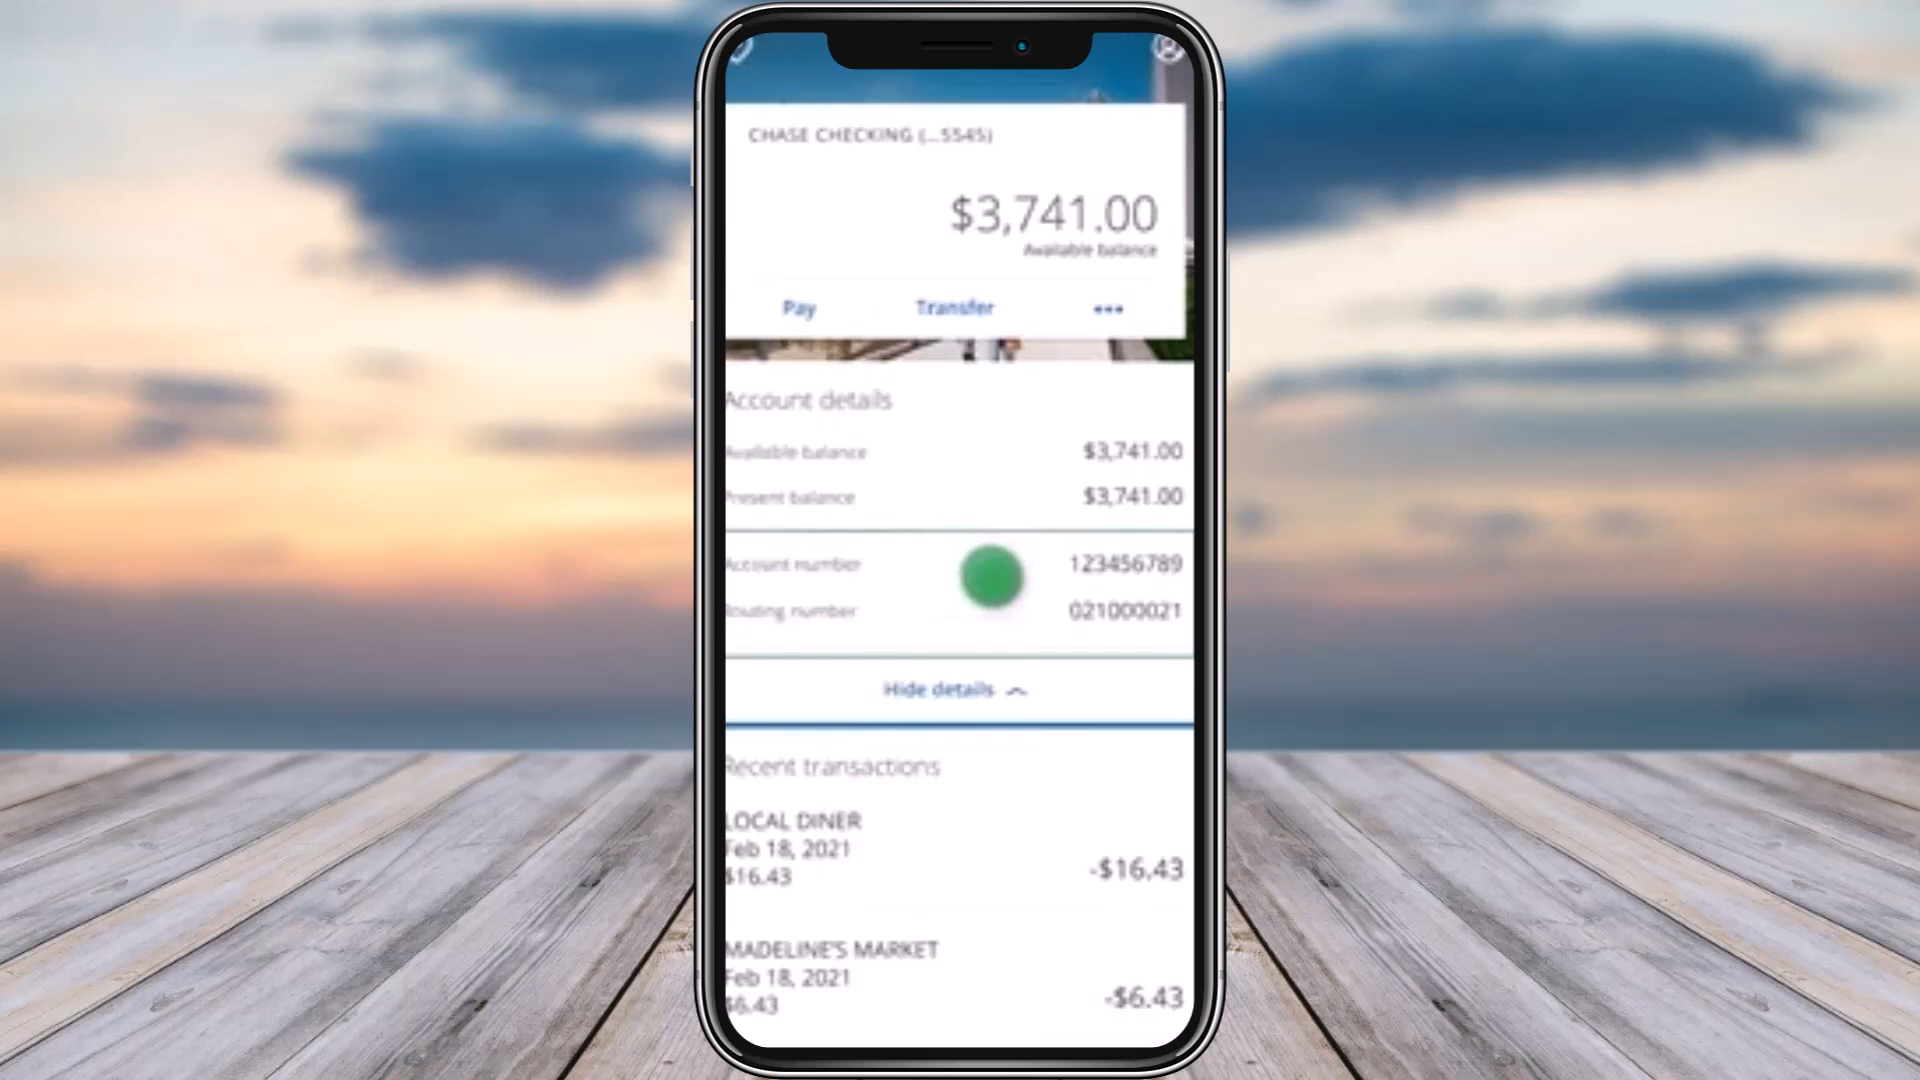 CHASE CHECKING (...5545)
$3,741.00
Available balance
Pay Transfer •••
Account details
Available balance $3,741.00
Present balance $3,741.00
Account number 123456789
Routing number 021000021
Hide details
Recent transactions
LOCAL DINER
Feb 18, 2021
$16.43 -$16.43
MADELINE'S MARKET
Feb 18, 2021
$6.43 -$6.43